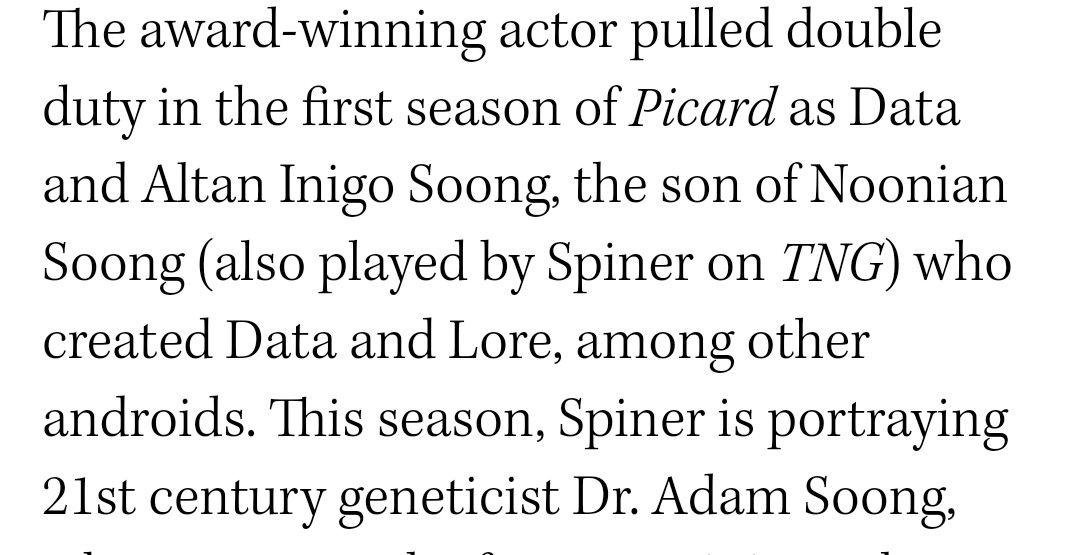 The award-winning actor pulled double
duty in the first season of Picard as Data
and Altan Inigo Soong, the son of Noonian
Soong (also played by Spiner on TNG) who
created Data and Lore, among other
androids. This season, Spiner is portraying
21st century geneticist Dr. Adam Soong,